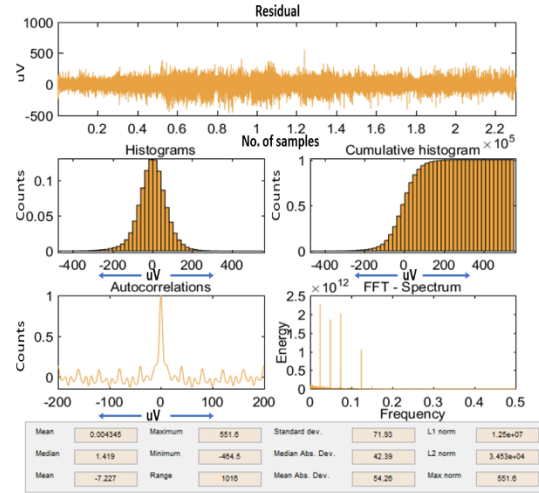 Residual
1000
500
0
-500
uV
0.2 0.4 0.6 0.8 1 1.2 1.4 1.6 1.8 2 2.2
× 10^5
No. of samples
Histograms
Cumulative histogram
0.1
0.05
0
Counts
-400 -200 0 200 400
uV
1
0.5
0
Counts
-400 -200 0 200 400
uV
Autocorrelations
FFT - Spectrum
1
0.5
0
Counts
-200 -100 0 100 200
uV
× 10^12
2.5
2
1.5
1
0.5
0
Energy
0 0.1 0.2 0.3 0.4 0.5
Frequency
Mean 0.004345 Maximum 551.6 Standard dev. 71.93 L1 norm 1.25e+07
Median 1.419 Minimum -464.5 Median Abs. Dev. 42.39 L2 norm 3.453e+04
Mean -7.227 Range 1016 Mean Abs. Dev. 54.26 Max norm 551.6